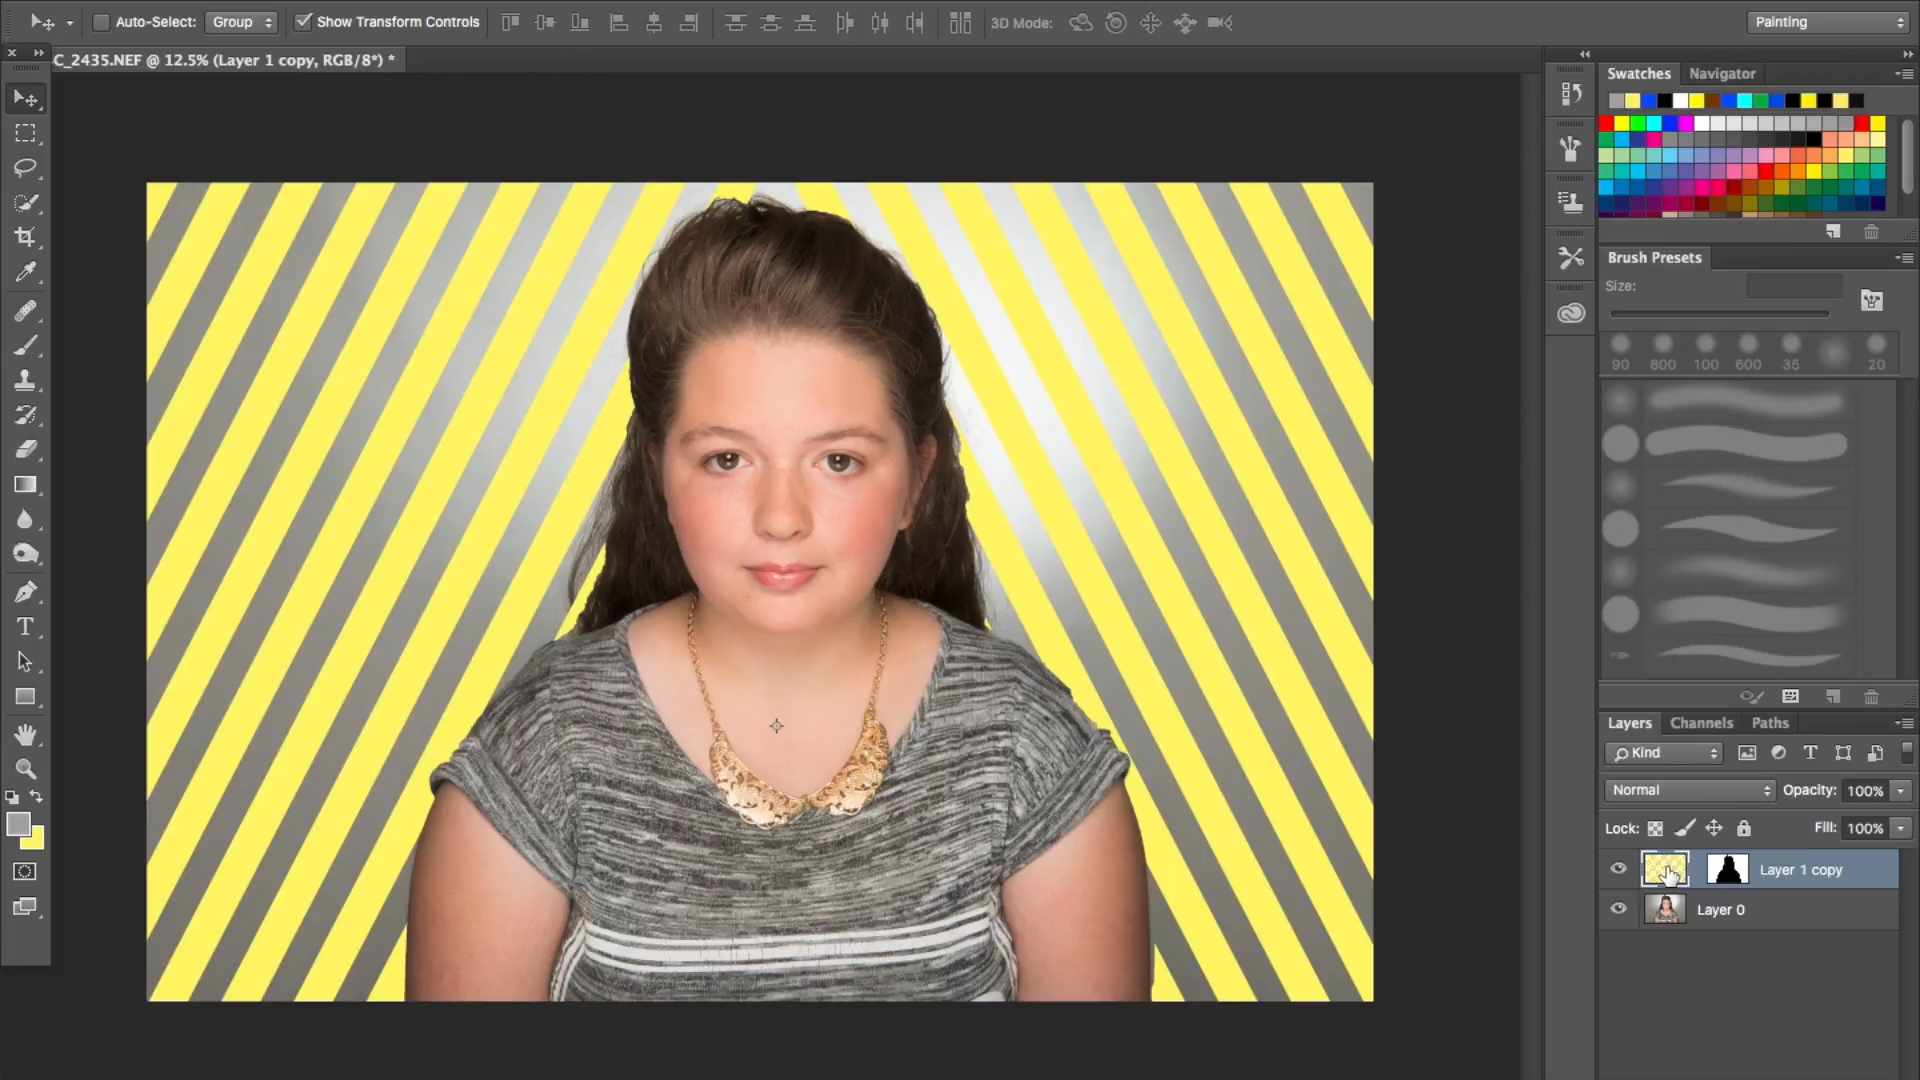 Auto-Select: Group Show Transform Controls 3D Mode: Painting
C_2435.NEF @ 12.5% (Layer 1 copy, RGB/8*) *
Swatches Navigator
Brush Presets
Size:
90 800 100 600 35 20
Layers Channels Paths
Kind
Normal Opacity: 100%
Lock: Fill: 100%
Layer 1 copy
Layer 0